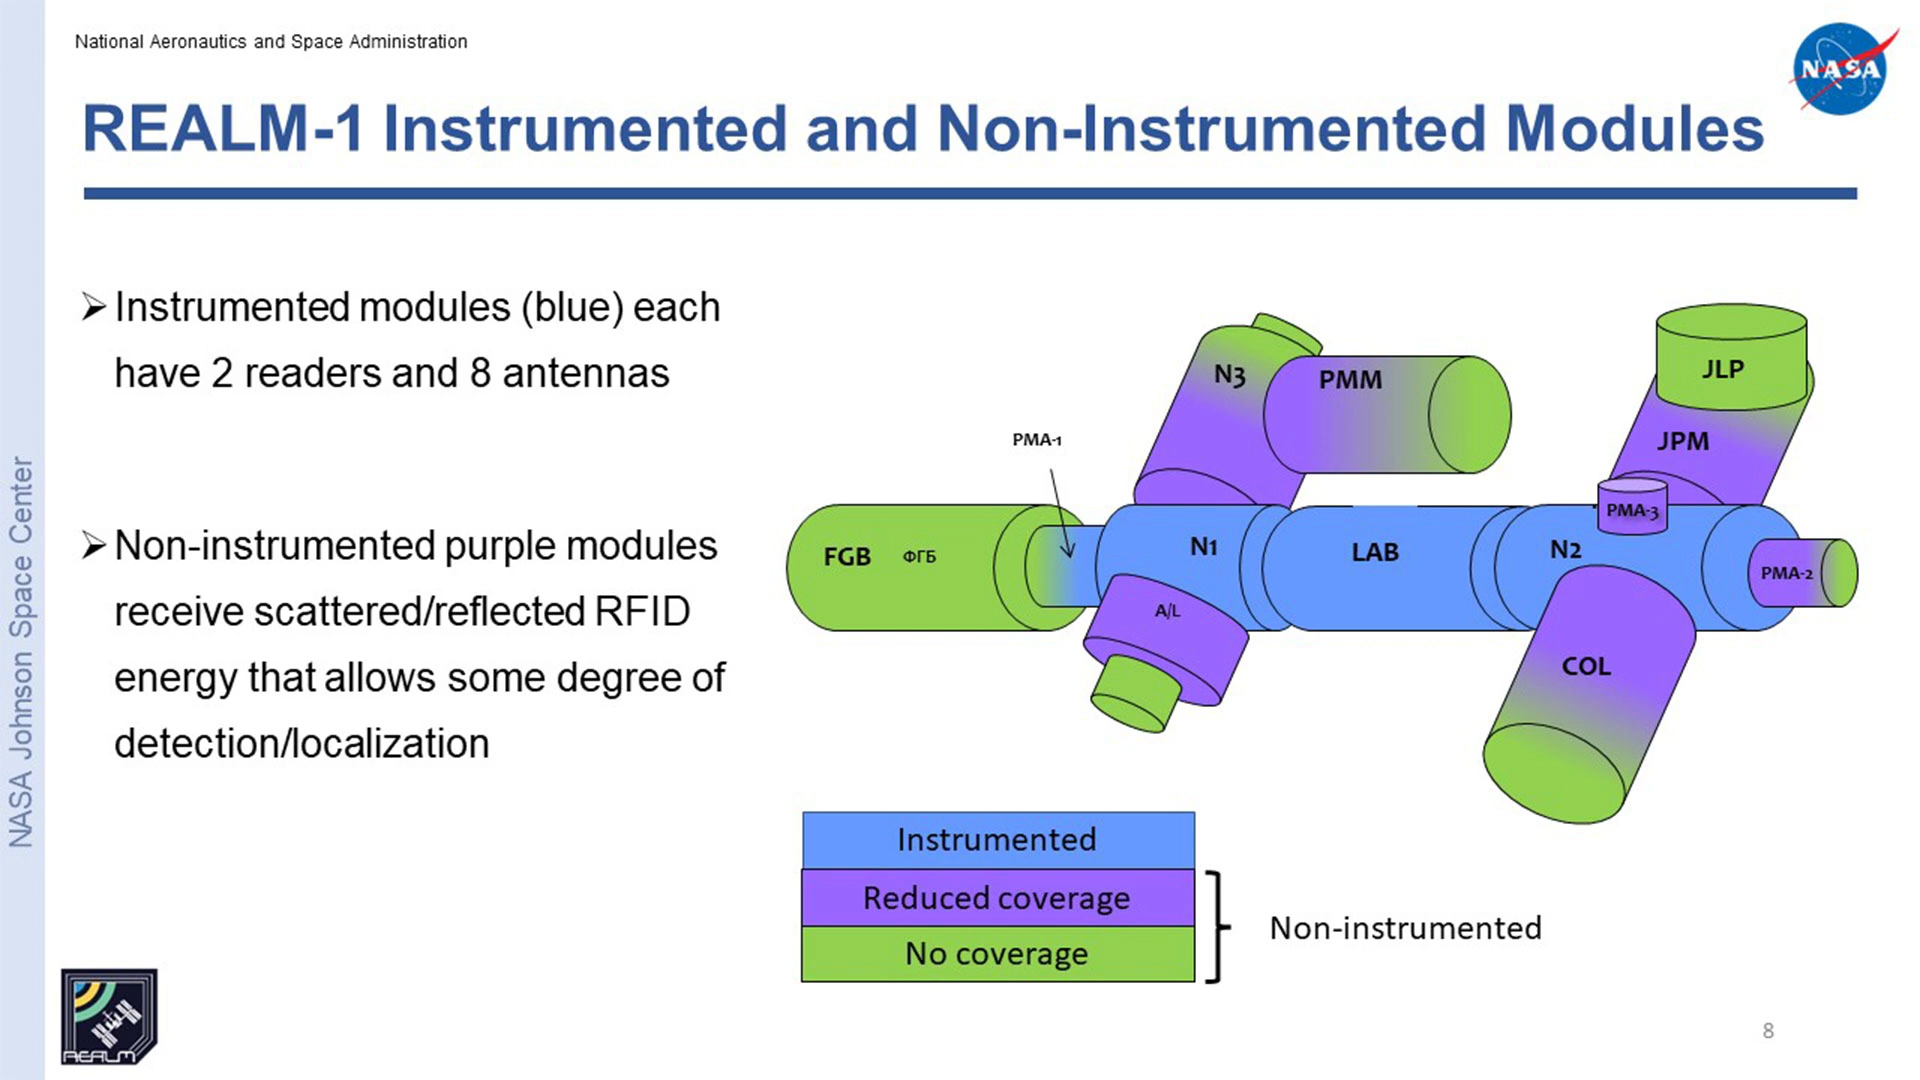 National Aeronautics and Space Administration
NASA
REALM-1 Instrumented and Non-Instrumented Modules
Instrumented modules (blue) each
have 2 readers and 8 antennas
Non-instrumented purple modules
receive scattered/reflected RFID
energy that allows some degree of
detection/localization
NASA Johnson Space Center
N3
PMM
JLP
JPM
PMA-1
PMA-3
FGB ФГБ
N1
LAB
N2
PMA-2
A/L
COL
Instrumented
Reduced coverage
No coverage
Non-instrumented
REALM
8